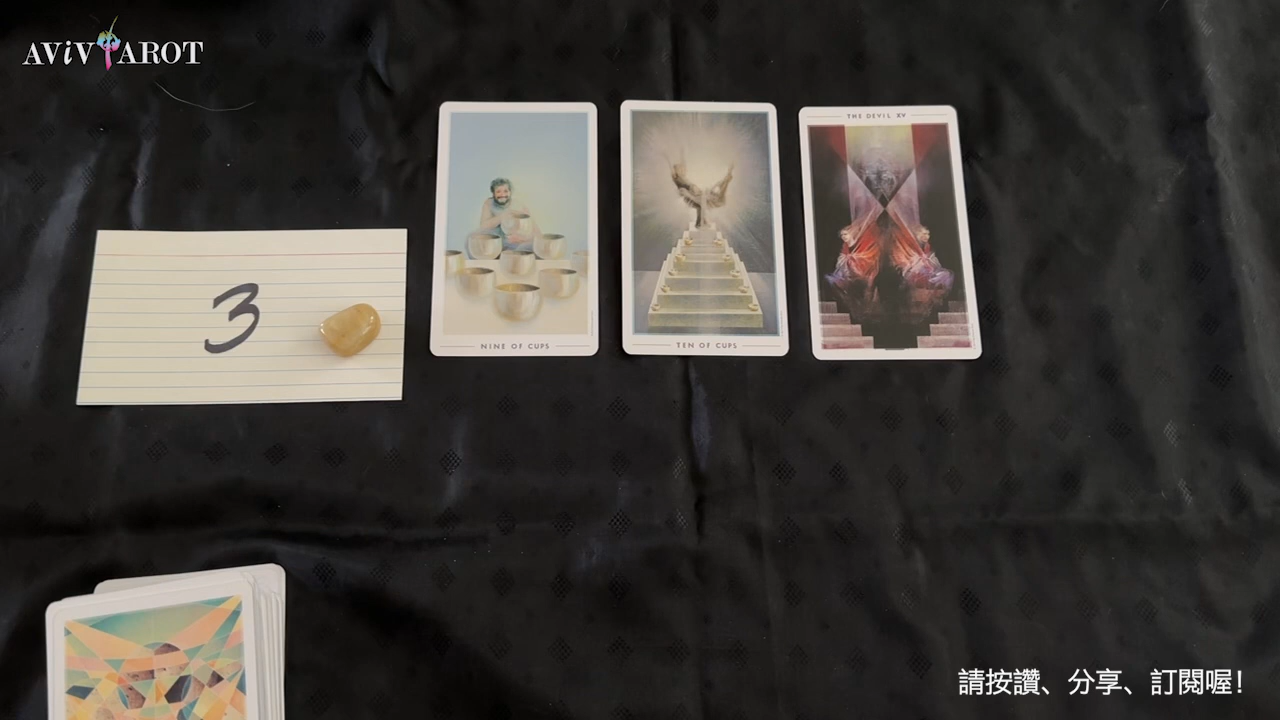 AViVTAROT
THE DEVIL XV
3
NINE OF CUPS
TEN OF CUPS
請按讚、分享、訂閱喔!